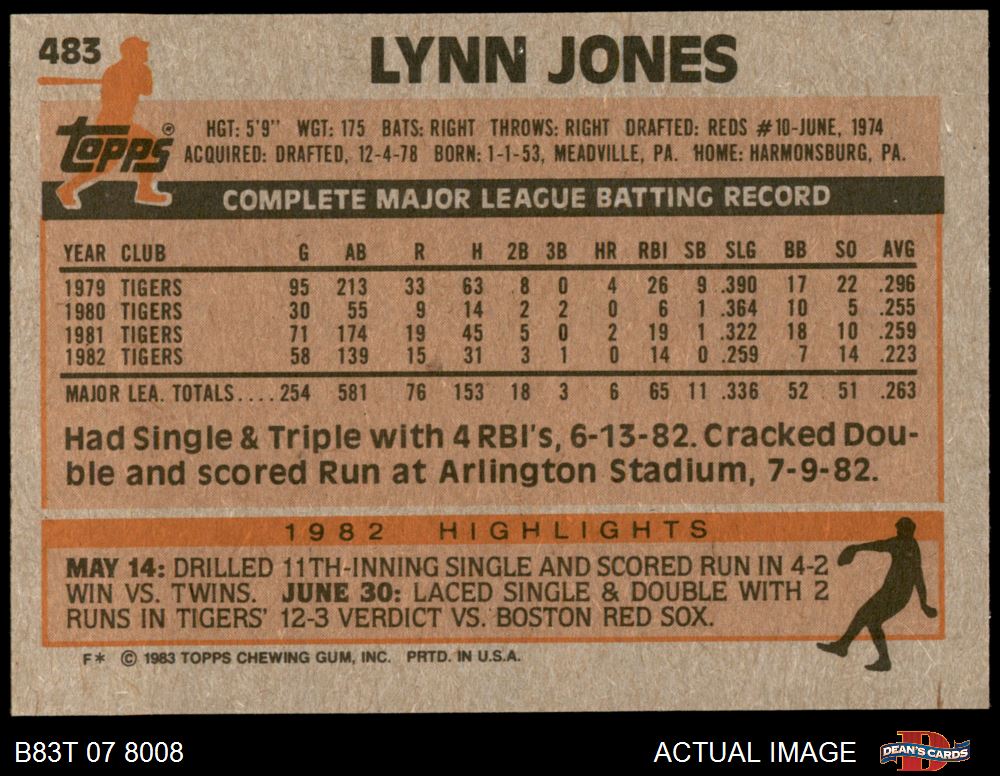 483
LYNN JONES
topps®
HGT: 5'9" WGT: 175 BATS: RIGHT THROWS: RIGHT DRAFTED: REDS #10-JUNE, 1974
ACQUIRED: DRAFTED, 12-4-78 BORN: 1-1-53, MEADVILLE, PA. HOME: HARMONSBURG, PA.
COMPLETE MAJOR LEAGUE BATTING RECORD
YEAR CLUB G AB R H 2B 3B HR RBI SB SLG BB SO AVG
1979 TIGERS 95 213 33 63 8 0 4 26 9 .390 17 22 .296
1980 TIGERS 30 55 9 14 2 2 0 6 1 .364 10 5 .255
1981 TIGERS 71 174 19 45 5 0 2 19 1 .322 18 10 .259
1982 TIGERS 58 139 15 31 3 1 0 14 0 .259 7 14 .223
MAJOR LEA. TOTALS....254 581 76 153 18 3 6 65 11 .336 52 51 .263
Had Single & Triple with 4 RBI's, 6-13-82. Cracked Dou-
ble and scored Run at Arlington Stadium, 7-9-82.
1982 HIGHLIGHTS
MAY 14: DRILLED 11TH-INNING SINGLE AND SCORED RUN IN 4-2
WIN VS. TWINS. JUNE 30: LACED SINGLE & DOUBLE WITH 2
RUNS IN TIGERS' 12-3 VERDICT VS. BOSTON RED SOX.
F* © 1983 TOPPS CHEWING GUM, INC. PRTD. IN U.S.A.
B83T 07 8008
ACTUAL IMAGE
D
DEAN'S CARDS